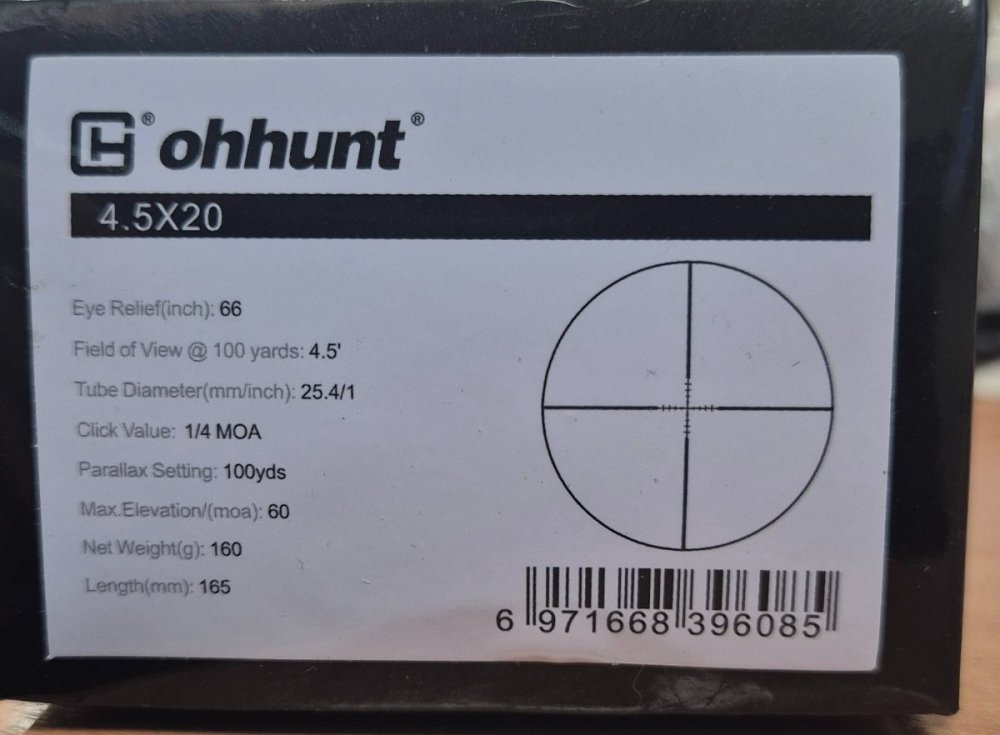 CH® ohhunt®
4.5X20
Eye Relief(inch): 66
Field of View @ 100 yards: 4.5'
Tube Diameter(mm/inch): 25.4/1
Click Value: 1/4 MOA
Parallax Setting: 100yds
Max.Elevation/(moa): 60
Net Weight(g): 160
Length(mm): 165
6 971668 396085